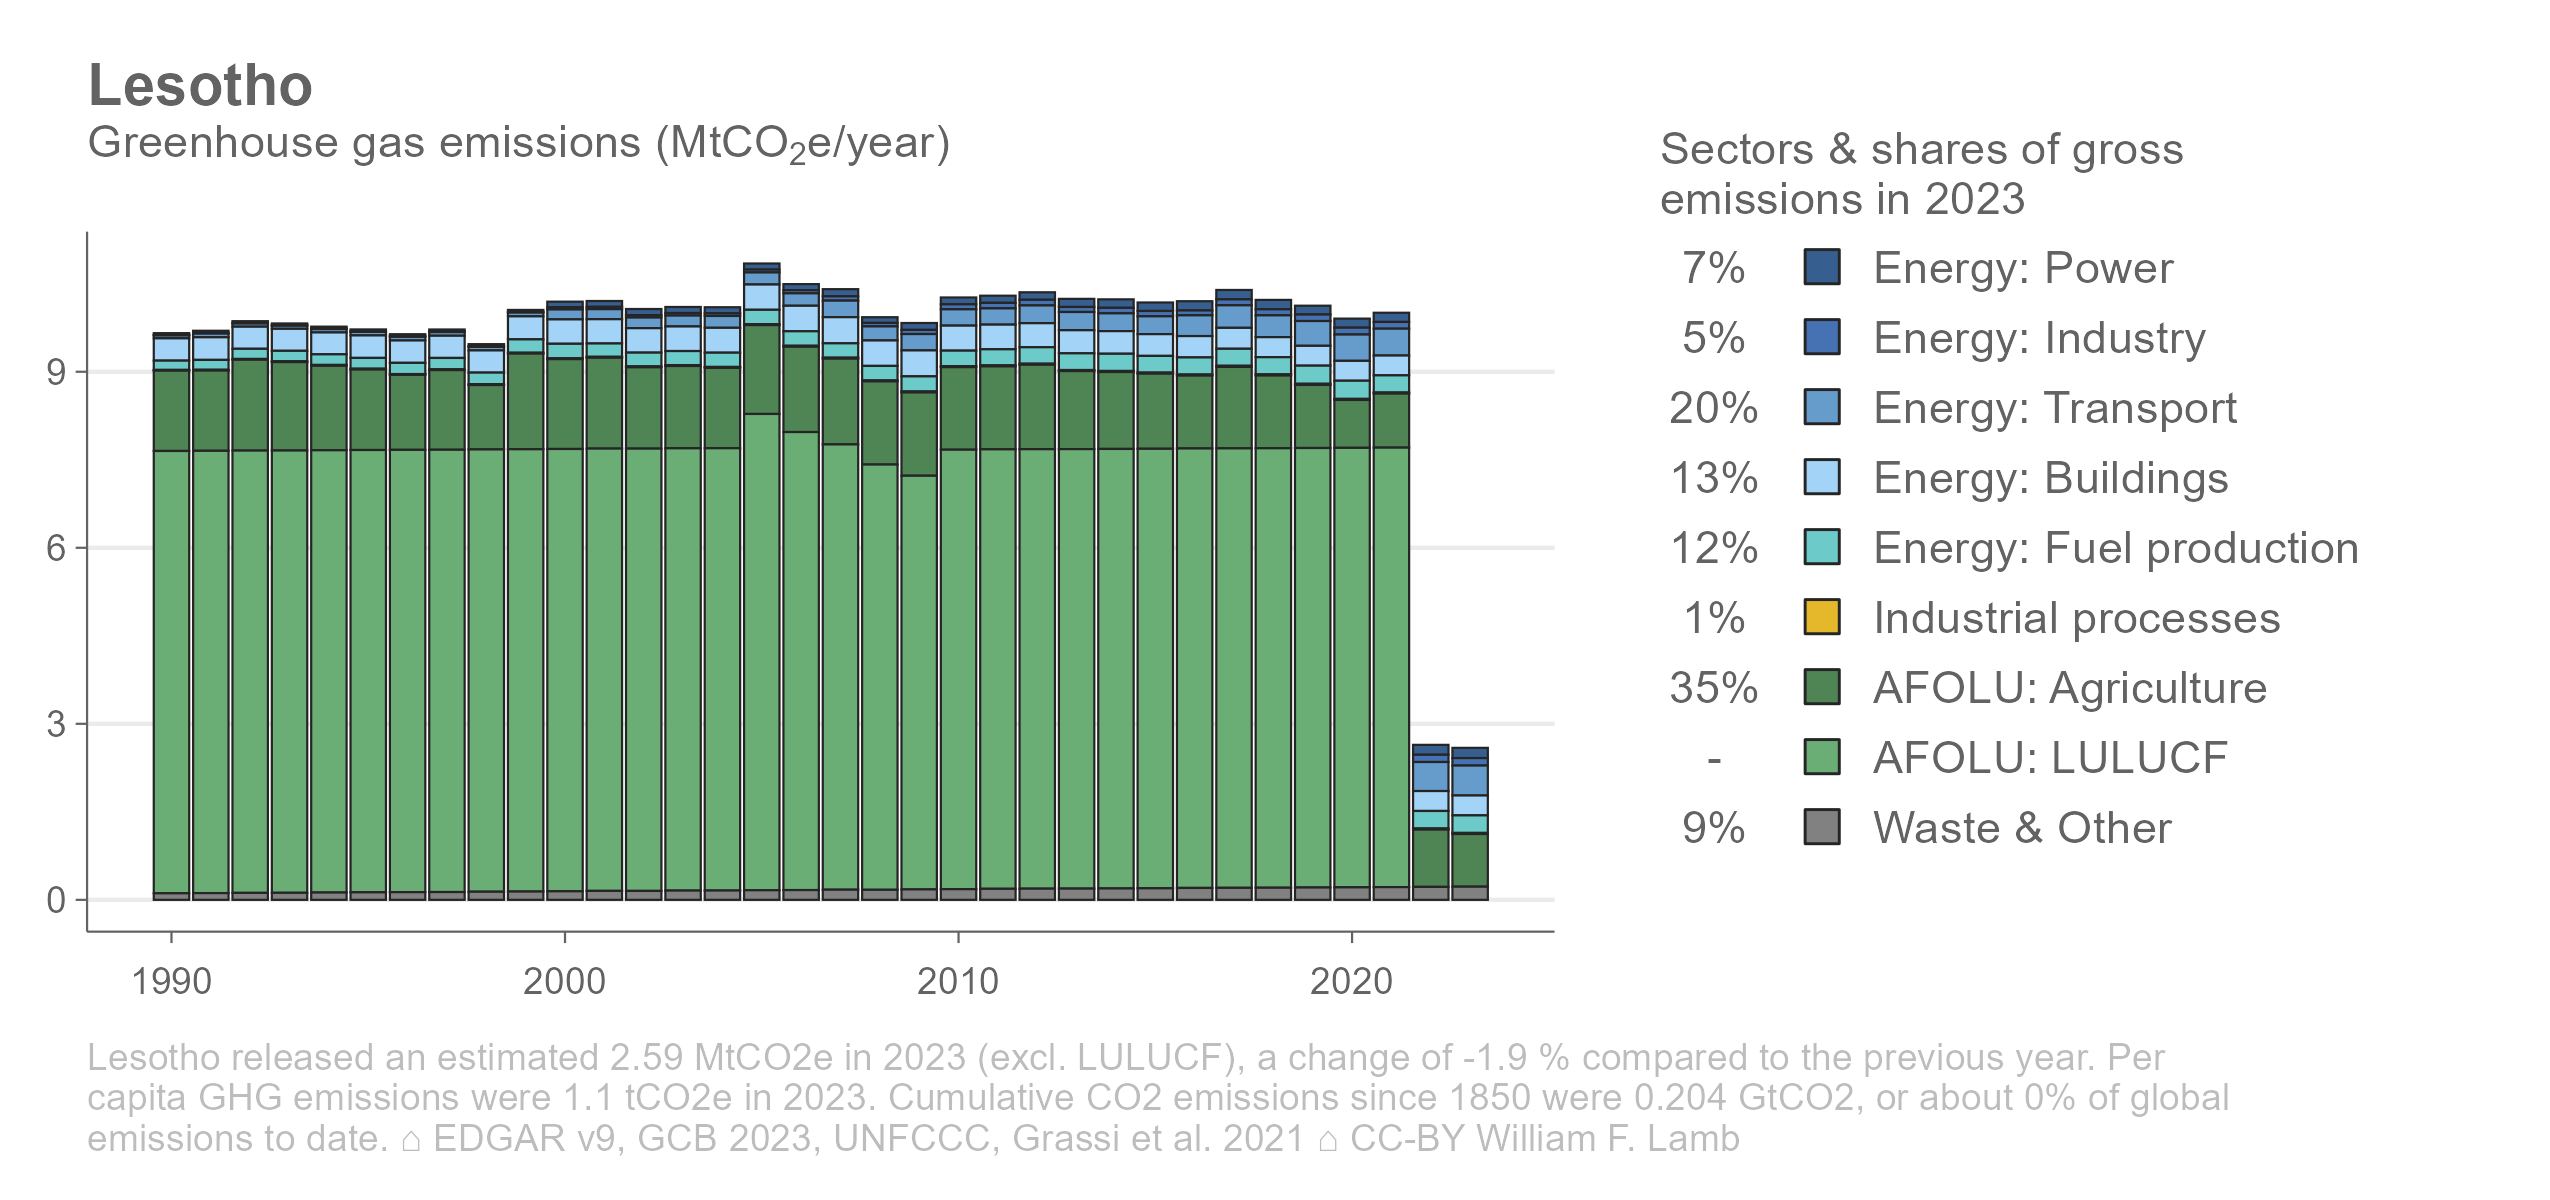 Lesotho
Greenhouse gas emissions (MtCO₂e/year)
9
6
3
0
1990 2000 2010 2020
Sectors & shares of gross
emissions in 2023
7% Energy: Power
5% Energy: Industry
20% Energy: Transport
13% Energy: Buildings
12% Energy: Fuel production
1% Industrial processes
35% AFOLU: Agriculture
- AFOLU: LULUCF
9% Waste & Other
Lesotho released an estimated 2.59 MtCO2e in 2023 (excl. LULUCF), a change of -1.9 % compared to the previous year. Per
capita GHG emissions were 1.1 tCO2e in 2023. Cumulative CO2 emissions since 1850 were 0.204 GtCO2, or about 0% of global
emissions to date. ⌂ EDGAR v9, GCB 2023, UNFCCC, Grassi et al. 2021 ⌂ CC-BY William F. Lamb